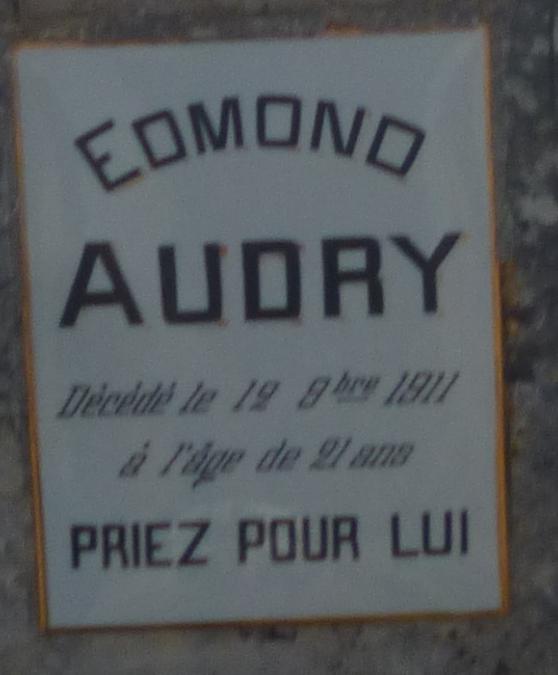 EDMOND
AUDRY
Décédé le 12 8bre 1911
à l'âge de 21 ans
PRIEZ POUR LUI